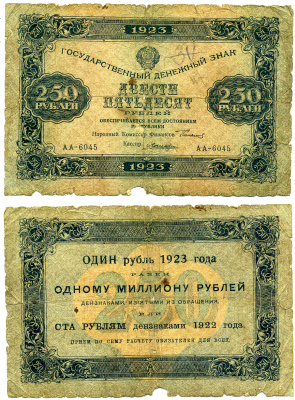 1923
ГОСУДАРСТВЕННЫЙ ДЕНЕЖНЫЙ ЗНАК
250 РУБЛЕЙ
ДВЕСТИ
ПЯТЬДЕСЯТ
РУБЛЕЙ
250 РУБЛЕЙ
ОБЕСПЕЧИВАЕТСЯ ВСЕМ ДОСТОЯНИЕМ
РЕСПУБЛИКИ
Народный Комиссар Финансов
АА-6045
Кассир
АА-6045
1923
ОДИН рубль 1923 года
РАВЕН
ОДНОМУ МИЛЛИОНУ РУБЛЕЙ
ДЕНЗНАКАМИ, ИЗЪЯТЫМИ ИЗ ОБРАЩЕНИЯ,
ИЛИ
СТА РУБЛЯМ дензнаками 1922 года.
ПРИЕМ ПО СЕМУ РАСЧЕТУ ОБЯЗАТЕЛЕН ДЛЯ ВСЕХ.